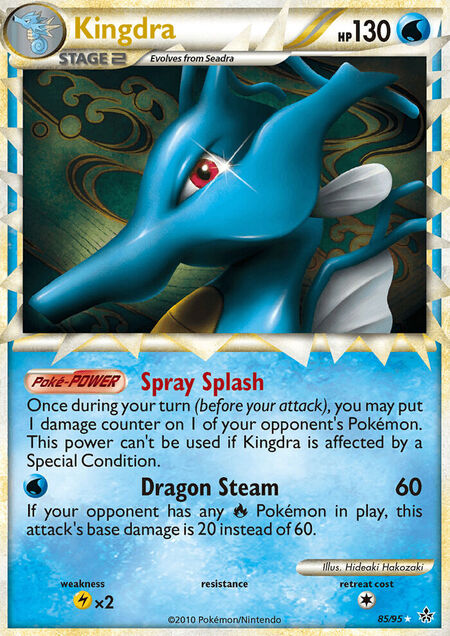 Kingdra HP130
STAGE 2 Evolves from Seadra
Poké-POWER Spray Splash
Once during your turn (before your attack), you may put
1 damage counter on 1 of your opponent's Pokémon.
This power can't be used if Kingdra is affected by a
Special Condition.
Dragon Steam 60
If your opponent has any Pokémon in play, this
attack's base damage is 20 instead of 60.
Illus. Hideaki Hakozaki
weakness resistance retreat cost
×2
©2010 Pokémon/Nintendo 85/95